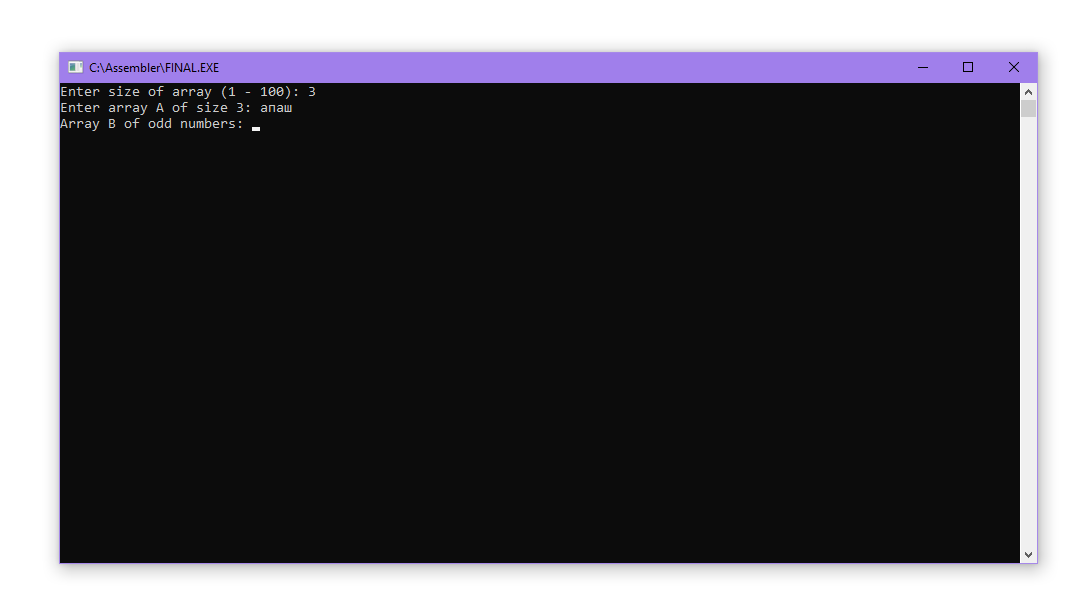 C:\Assembler\FINAL.EXE
Enter size of array (1 - 100): 3
Enter array A of size 3: апаш
Array B of odd numbers: